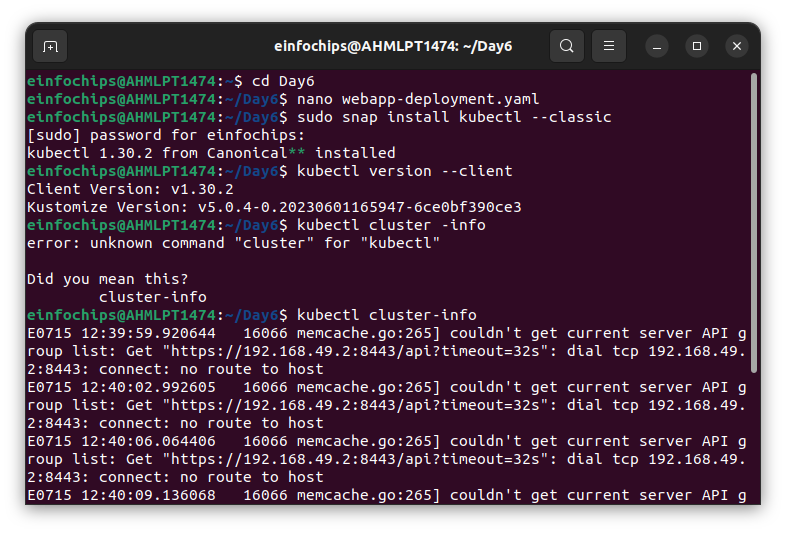 einfochips@AHMLPT1474: ~/Day6
einfochips@AHMLPT1474:~$ cd Day6
einfochips@AHMLPT1474:~/Day6$ nano webapp-deployment.yaml
einfochips@AHMLPT1474:~/Day6$ sudo snap install kubectl --classic
[sudo] password for einfochips:
kubectl 1.30.2 from Canonical** installed
einfochips@AHMLPT1474:~/Day6$ kubectl version --client
Client Version: v1.30.2
Kustomize Version: v5.0.4-0.20230601165947-6ce0bf390ce3
einfochips@AHMLPT1474:~/Day6$ kubectl cluster -info
error: unknown command "cluster" for "kubectl"
Did you mean this?
cluster-info
einfochips@AHMLPT1474:~/Day6$ kubectl cluster-info
E0715 12:39:59.920644   16066 memcache.go:265] couldn't get current server API g
roup list: Get "https://192.168.49.2:8443/api?timeout=32s": dial tcp 192.168.49.
2:8443: connect: no route to host
E0715 12:40:02.992605   16066 memcache.go:265] couldn't get current server API g
roup list: Get "https://192.168.49.2:8443/api?timeout=32s": dial tcp 192.168.49.
2:8443: connect: no route to host
E0715 12:40:06.064406   16066 memcache.go:265] couldn't get current server API g
roup list: Get "https://192.168.49.2:8443/api?timeout=32s": dial tcp 192.168.49.
2:8443: connect: no route to host
E0715 12:40:09.136068   16066 memcache.go:265] couldn't get current server API g